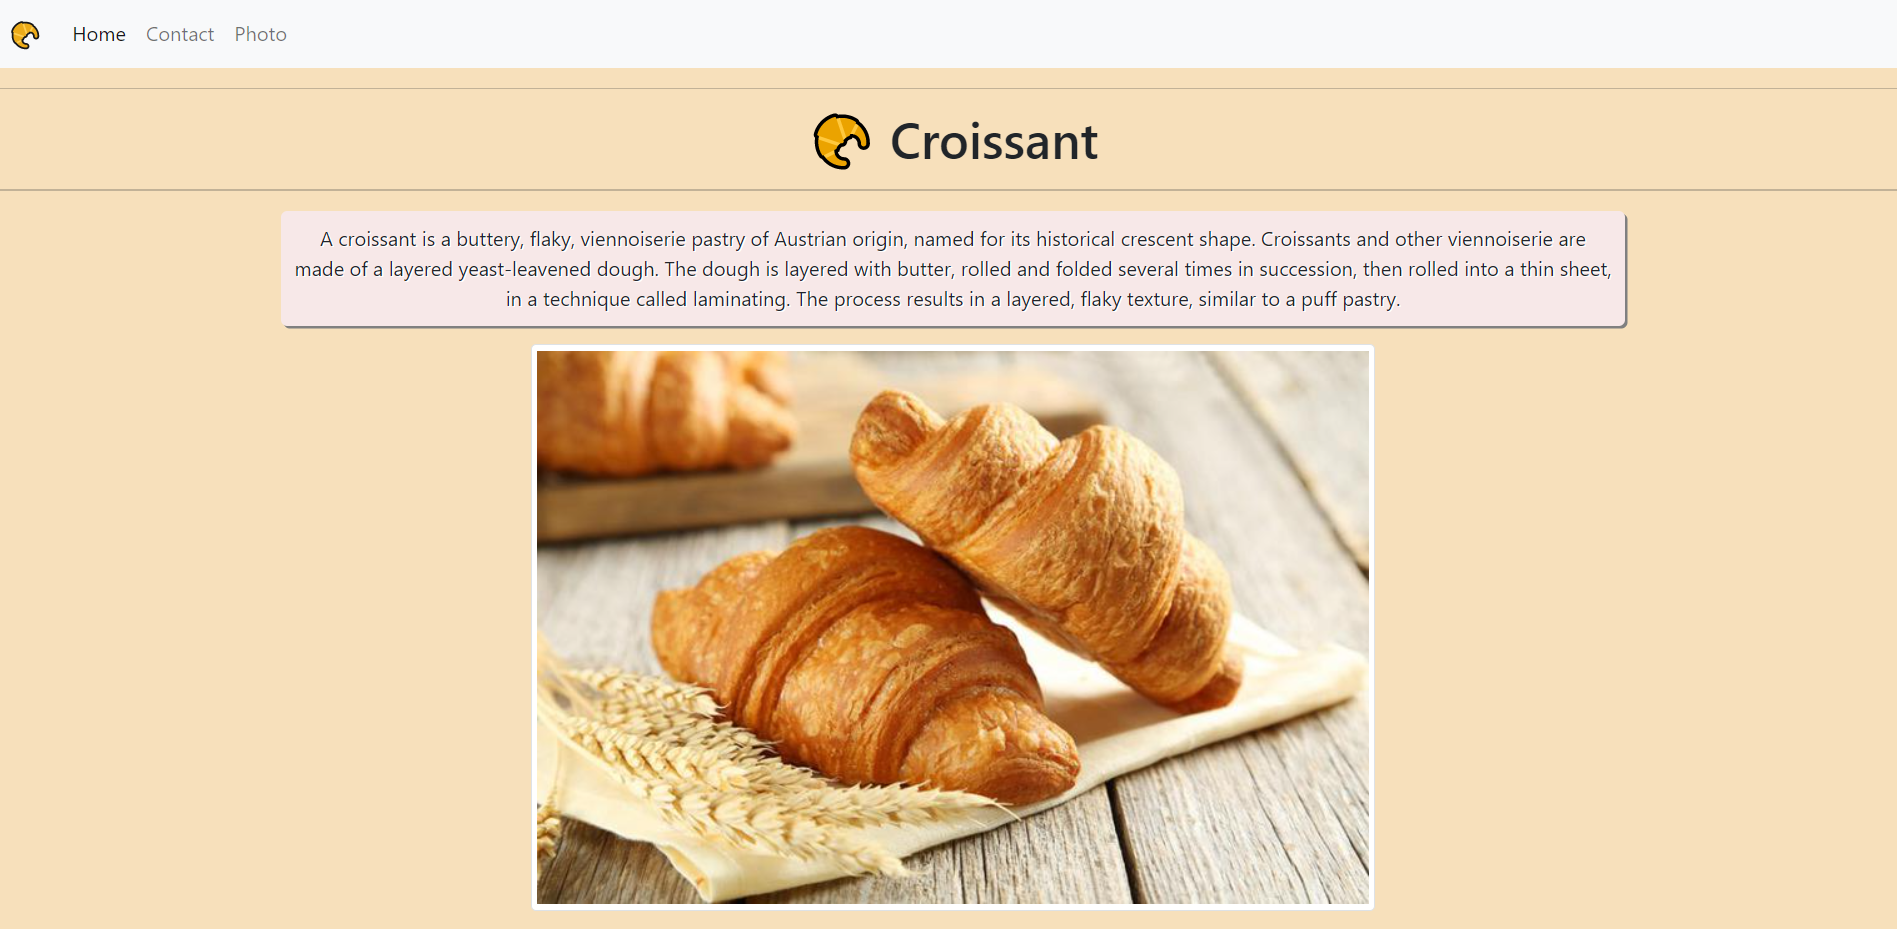 Home Contact Photo
Croissant
A croissant is a buttery, flaky, viennoiserie pastry of Austrian origin, named for its historical crescent shape. Croissants and other viennoiserie are
made of a layered yeast-leavened dough. The dough is layered with butter, rolled and folded several times in succession, then rolled into a thin sheet,
in a technique called laminating. The process results in a layered, flaky texture, similar to a puff pastry.